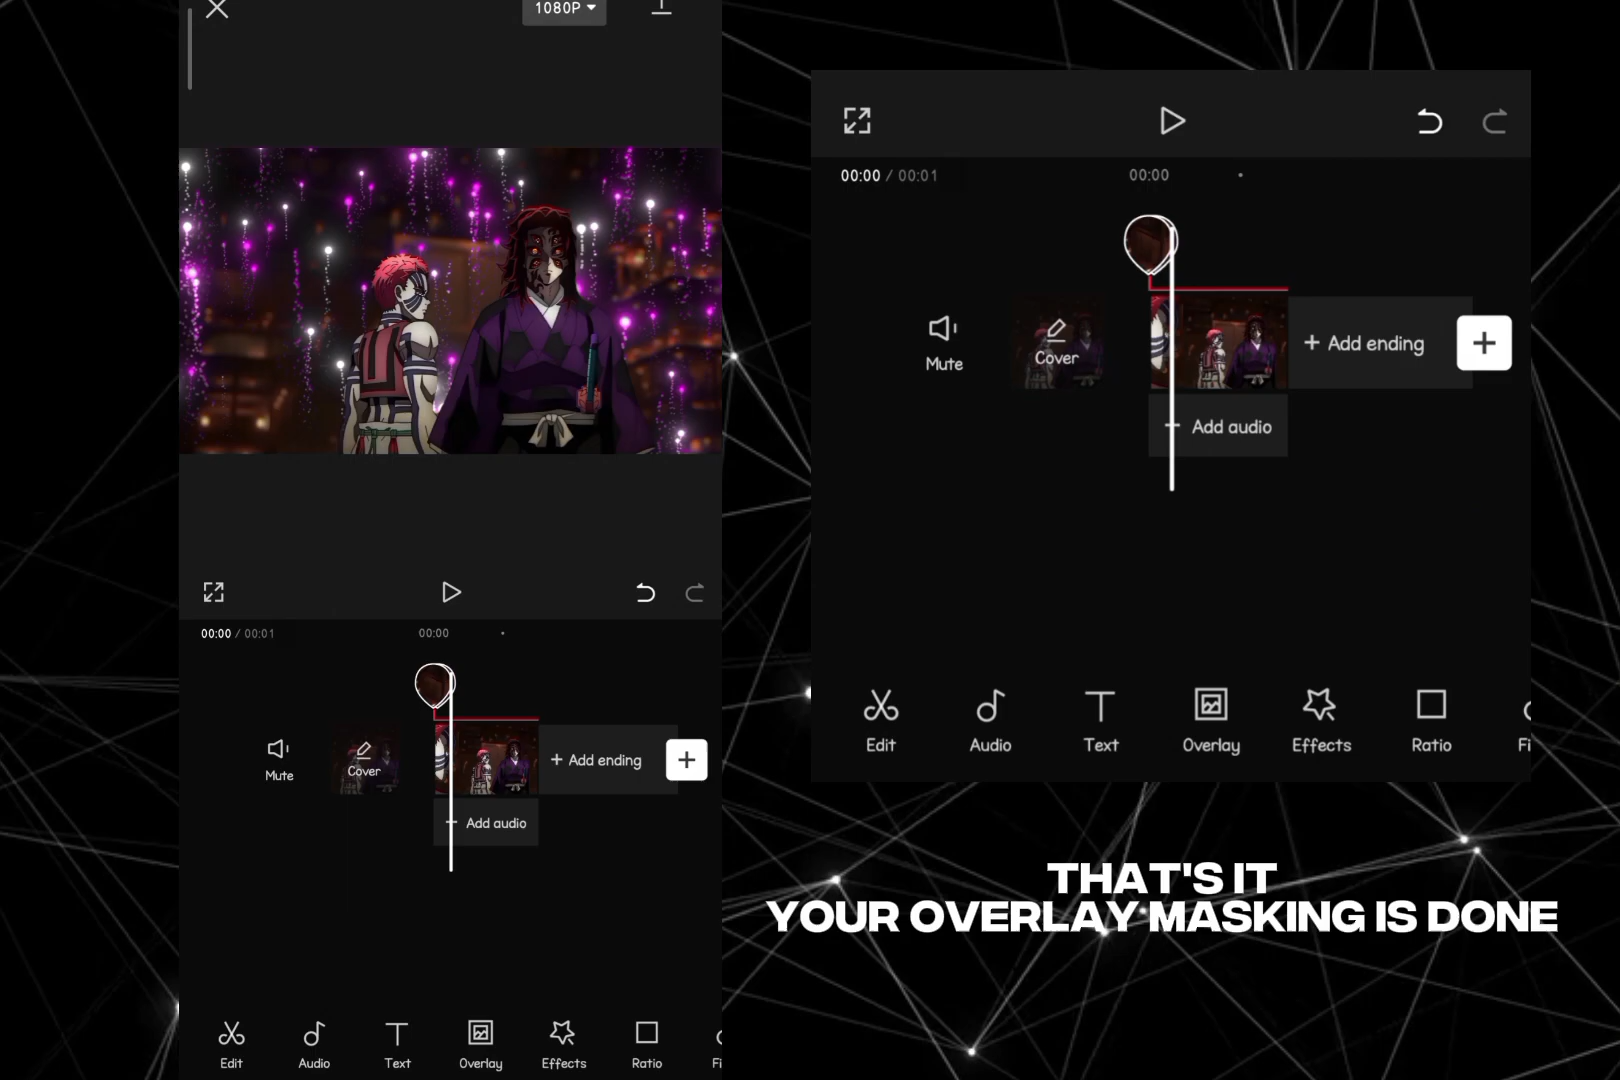 1080P
00:00 / 00:01
00:00
Mute
Cover
+ Add ending
+
+ Add audio
Edit
Audio
Text
Overlay
Effects
Ratio
Fi
00:00 / 00:01
00:00
Mute
Cover
+ Add ending
+
+ Add audio
Edit
Audio
Text
Overlay
Effects
Ratio
Fi
THAT'S IT
YOUR OVERLAY MASKING IS DONE